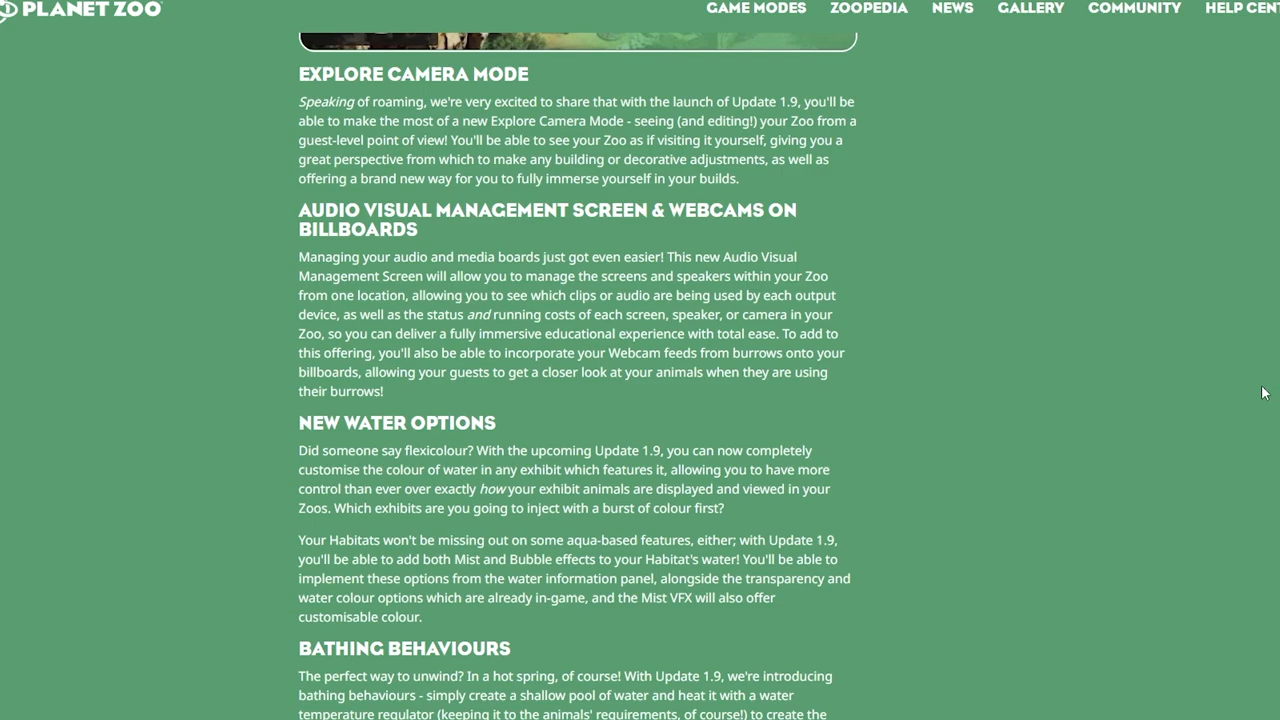 PLANET ZOO
GAME MODES ZOOPEDIA NEWS GALLERY COMMUNITY HELP
EXPLORE CAMERA MODE
Speaking of roaming, we're very excited to share that with the launch of Update 1.9, you'll be
able to make the most of a new Explore Camera Mode - seeing (and editing!) your Zoo from a
guest-level point of view! You'll be able to see your Zoo as if visiting it yourself, giving you a
great perspective from which to make any building or decorative adjustments, as well as
offering a brand new way for you to fully immerse yourself in your builds.
AUDIO VISUAL MANAGEMENT SCREEN & WEBCAMS ON
BILLBOARDS
Managing your audio and media boards just got even easier! This new Audio Visual
Management Screen will allow you to manage the screens and speakers within your Zoo
from one location, allowing you to see which clips or audio are being used by each output
device, as well as the status and running costs of each screen, speaker, or camera in your
Zoo, so you can deliver a fully immersive educational experience with total ease. To add to
this offering, you'll also be able to incorporate your Webcam feeds from burrows onto your
billboards, allowing your guests to get a closer look at your animals when they are using
their burrows!
NEW WATER OPTIONS
Did someone say flexicolour? With the upcoming Update 1.9, you can now completely
customise the colour of water in any exhibit which features it, allowing you to have more
control than ever over exactly how your exhibit animals are displayed and viewed in your
Zoos. Which exhibits are you going to inject with a burst of colour first?
Your Habitats won't be missing out on some aqua-based features, either; with Update 1.9,
you'll be able to add both Mist and Bubble effects to your Habitat's water! You'll be able to
implement these options from the water information panel, alongside the transparency and
water colour options which are already in-game, and the Mist VFX will also offer
customisable colour.
BATHING BEHAVIOURS
The perfect way to unwind? In a hot spring, of course! With Update 1.9, we're introducing
bathing behaviours - simply create a shallow pool of water and heat it with a water
temperature regulator (keeping it to the animals' requirements, of course!) to create the